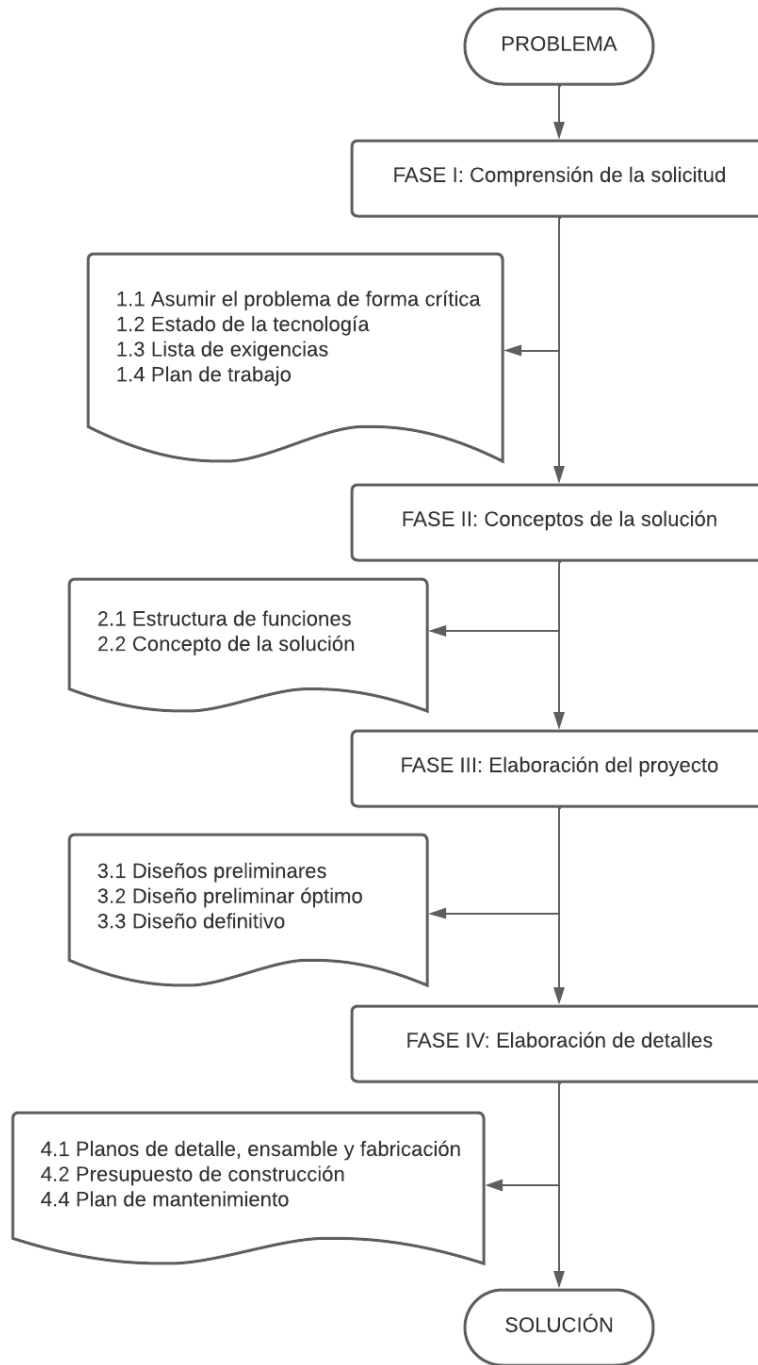 PROBLEMA
FASE I: Comprensión de la solicitud
1.1 Asumir el problema de forma crítica
1.2 Estado de la tecnología
1.3 Lista de exigencias
1.4 Plan de trabajo
FASE II: Conceptos de la solución
2.1 Estructura de funciones
2.2 Concepto de la solución
FASE III: Elaboración del proyecto
3.1 Diseños preliminares
3.2 Diseño preliminar óptimo
3.3 Diseño definitivo
FASE IV: Elaboración de detalles
4.1 Planos de detalle, ensamble y fabricación
4.2 Presupuesto de construcción
4.4 Plan de mantenimiento
SOLUCIÓN